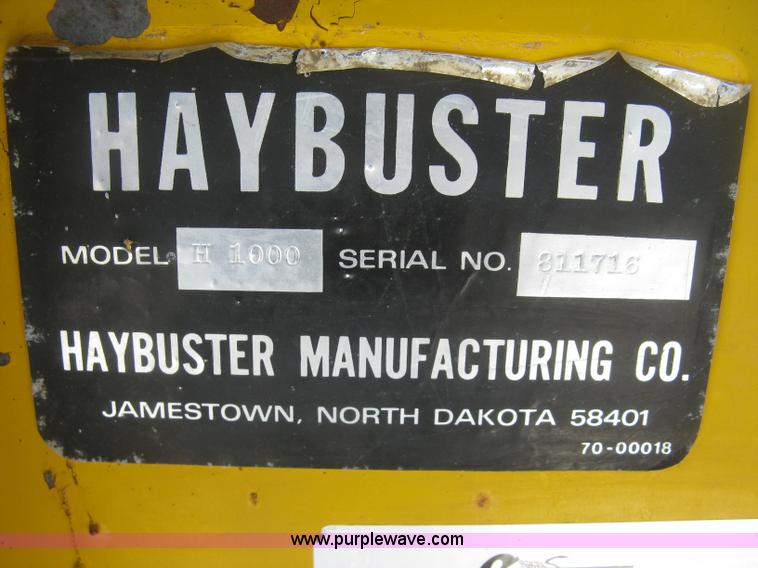 HAYBUSTER
MODEL H 1000 SERIAL NO. 811716
HAYBUSTER MANUFACTURING CO.
JAMESTOWN, NORTH DAKOTA 58401
70-00018
www.purplewave.com